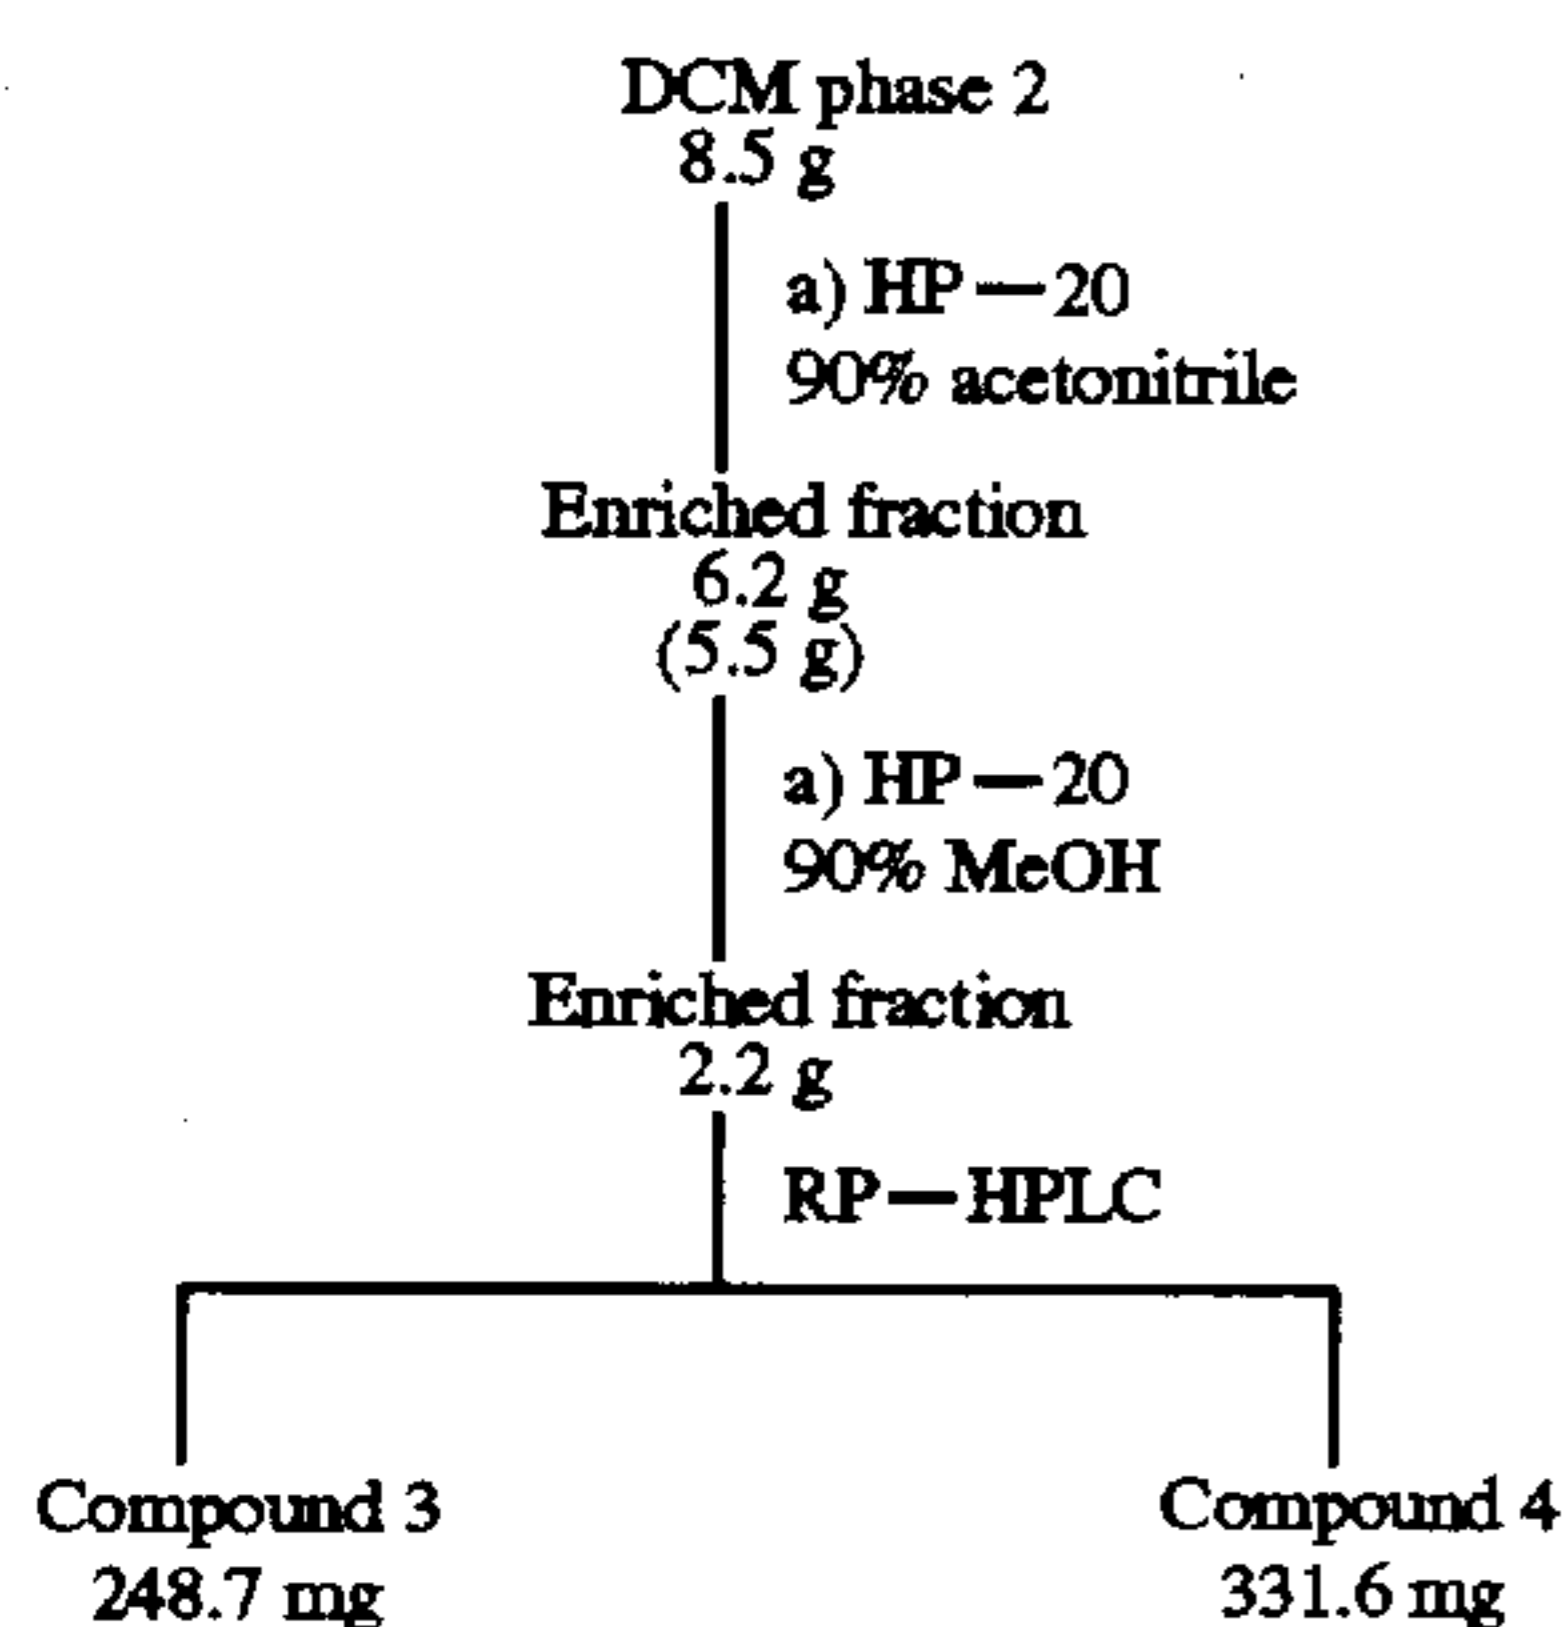 DCM phase 2
8.5 g
a) HP—20
90% acetonitrile
Enriched fraction
6.2 g
(5.5 g)
a) HP—20
90% MeOH
Enriched fraction
2.2 g
RP—HPLC
Compound 3
248.7 mg
Compound 4
331.6 mg